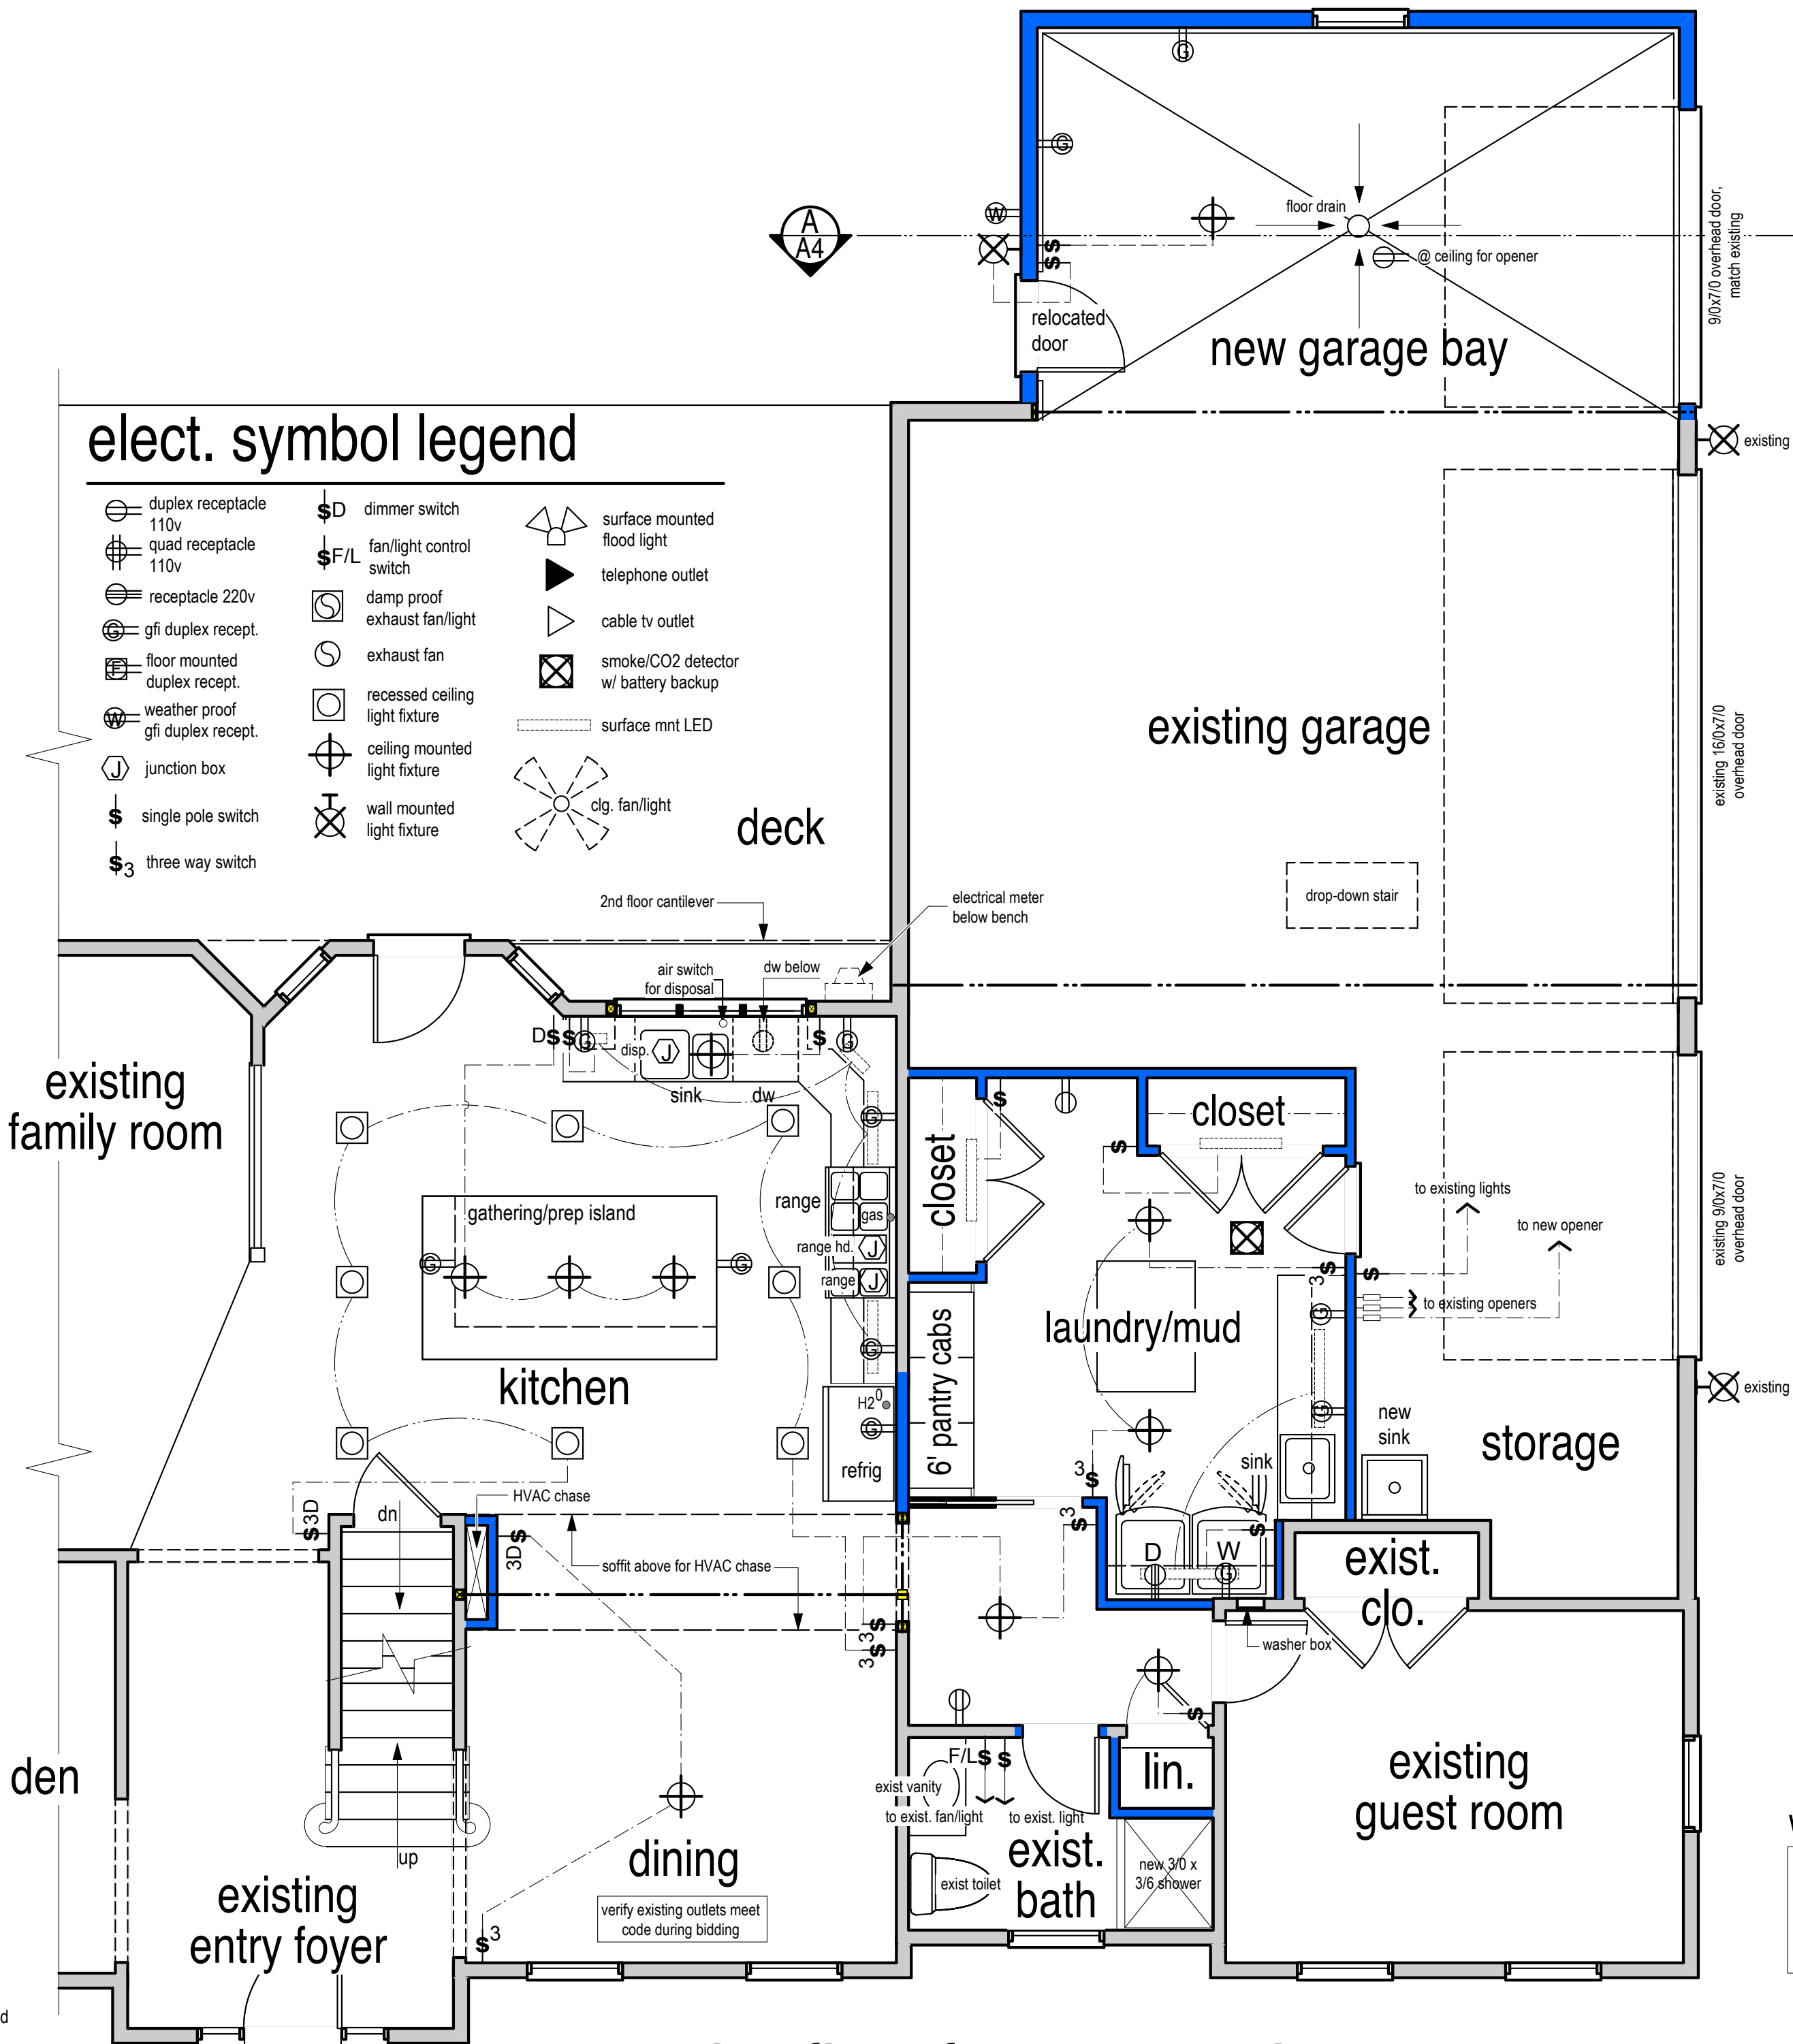 A
A4
floor drain
@ ceiling for opener
relocated
door
new garage bay
9/0x7/0 overhead door,
match existing
existing
elect. symbol legend
duplex receptacle
110v
quad receptacle
110v
receptacle 220v
G
gfi duplex recept.
F
floor mounted
duplex recept.
W
weather proof
gfi duplex recept.
J
junction box
$
single pole switch
$3
three way switch
$D
dimmer switch
$F/L
fan/light control
switch
damp proof
exhaust fan/light
exhaust fan
recessed ceiling
light fixture
ceiling mounted
light fixture
wall mounted
light fixture
surface mounted
flood light
telephone outlet
cable tv outlet
smoke/CO2 detector
w/ battery backup
surface mnt LED
clg. fan/light
deck
existing garage
existing 16/0x7/0
overhead door
drop-down stair
2nd floor cantilever
electrical meter
below bench
air switch
for disposal
dw below
D$$
G
disp.
J
sink
dw
$
G
existing
family room
G
gathering/prep island
range
gas
range hd.
J
range
J
G
G
G
kitchen
H2O
G
refrig
closet
closet
$
$
laundry/mud
6' pantry cabs
to existing lights
to new opener
to existing openers
existing 9/0x7/0
overhead door
existing
3$
$
G
G
sink
new
sink
storage
3$
3$
D
W
G
$
exist.
clo.
washer box
HVAC chase
dn
$3D
3D$
soffit above for HVAC chase
3$
3$
$
F/L$ $
exist vanity
to exist. fan/light
to exist. light
lin.
exist.
bath
exist toilet
new 3/0 x
3/6 shower
existing
guest room
den
up
existing
entry foyer
dining
verify existing outlets meet
code during bidding
$3
d